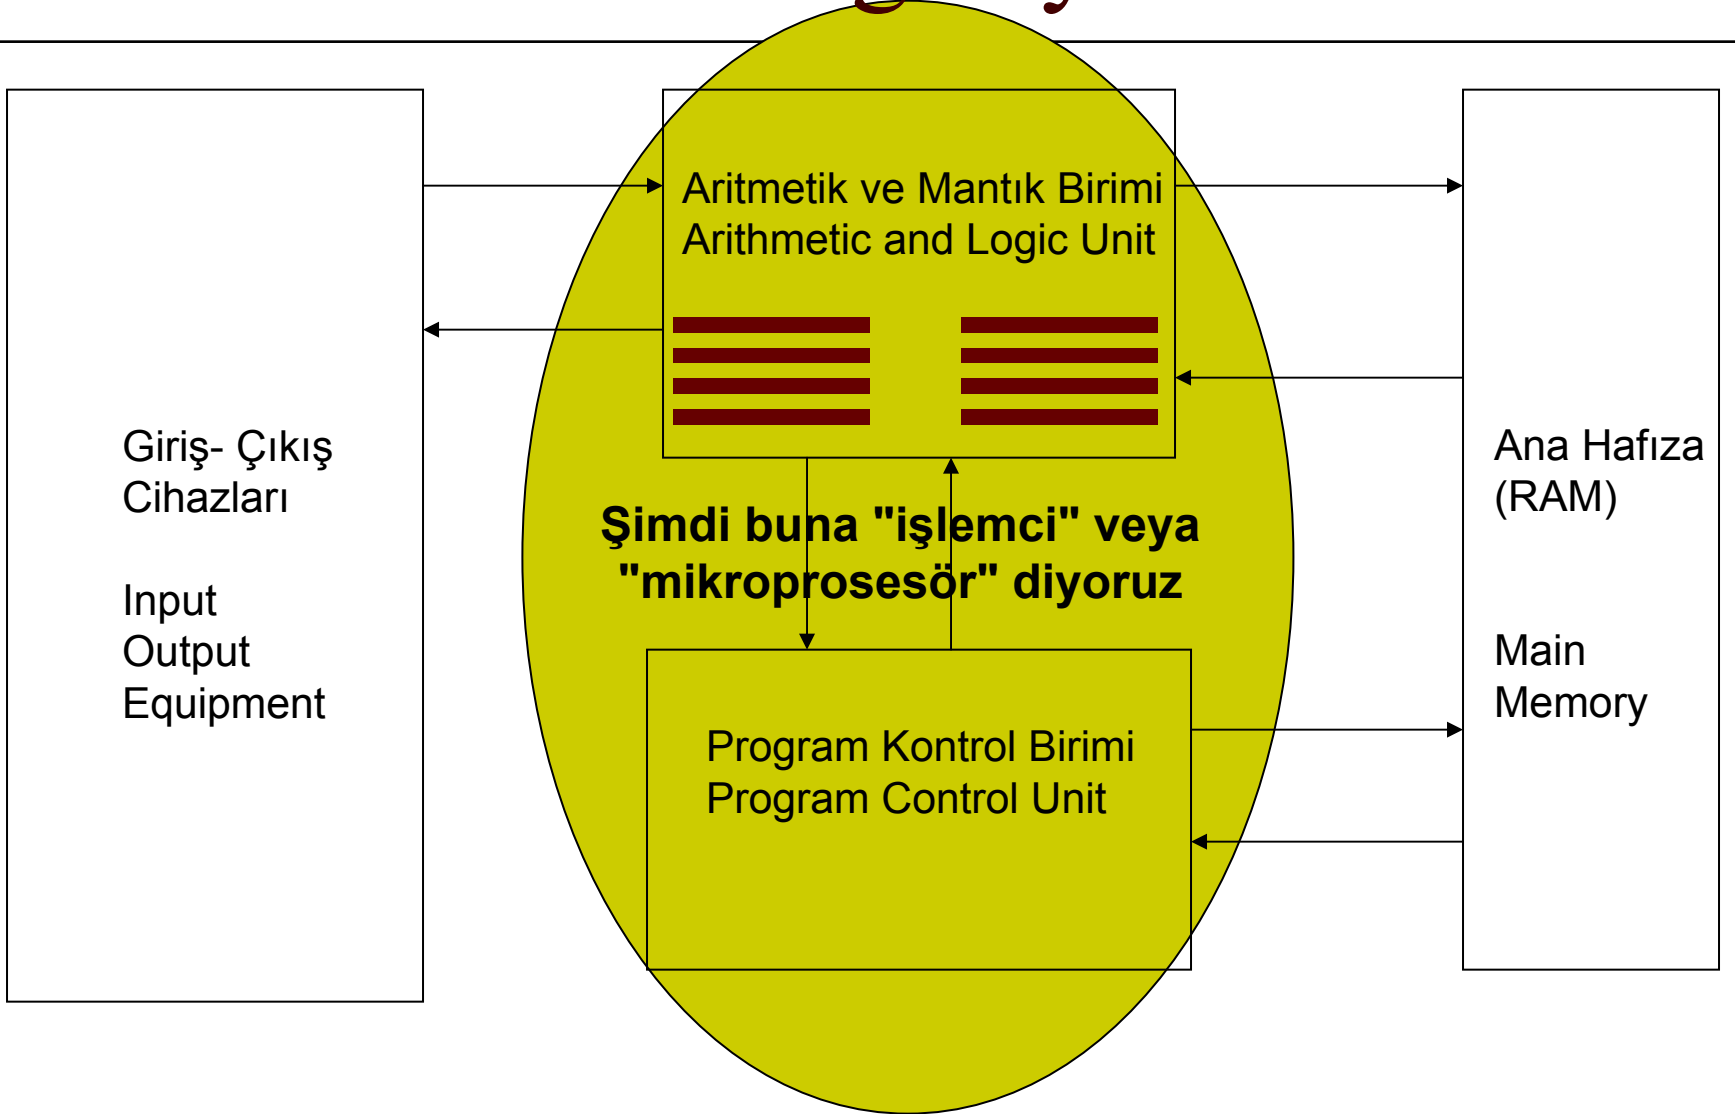 Giriş- Çıkış
Cihazları
Input
Output
Equipment
Aritmetik ve Mantık Birimi
Arithmetic and Logic Unit
Şimdi buna "işlemci" veya
"mikroprosesör" diyoruz
Program Kontrol Birimi
Program Control Unit
Ana Hafıza
(RAM)
Main
Memory